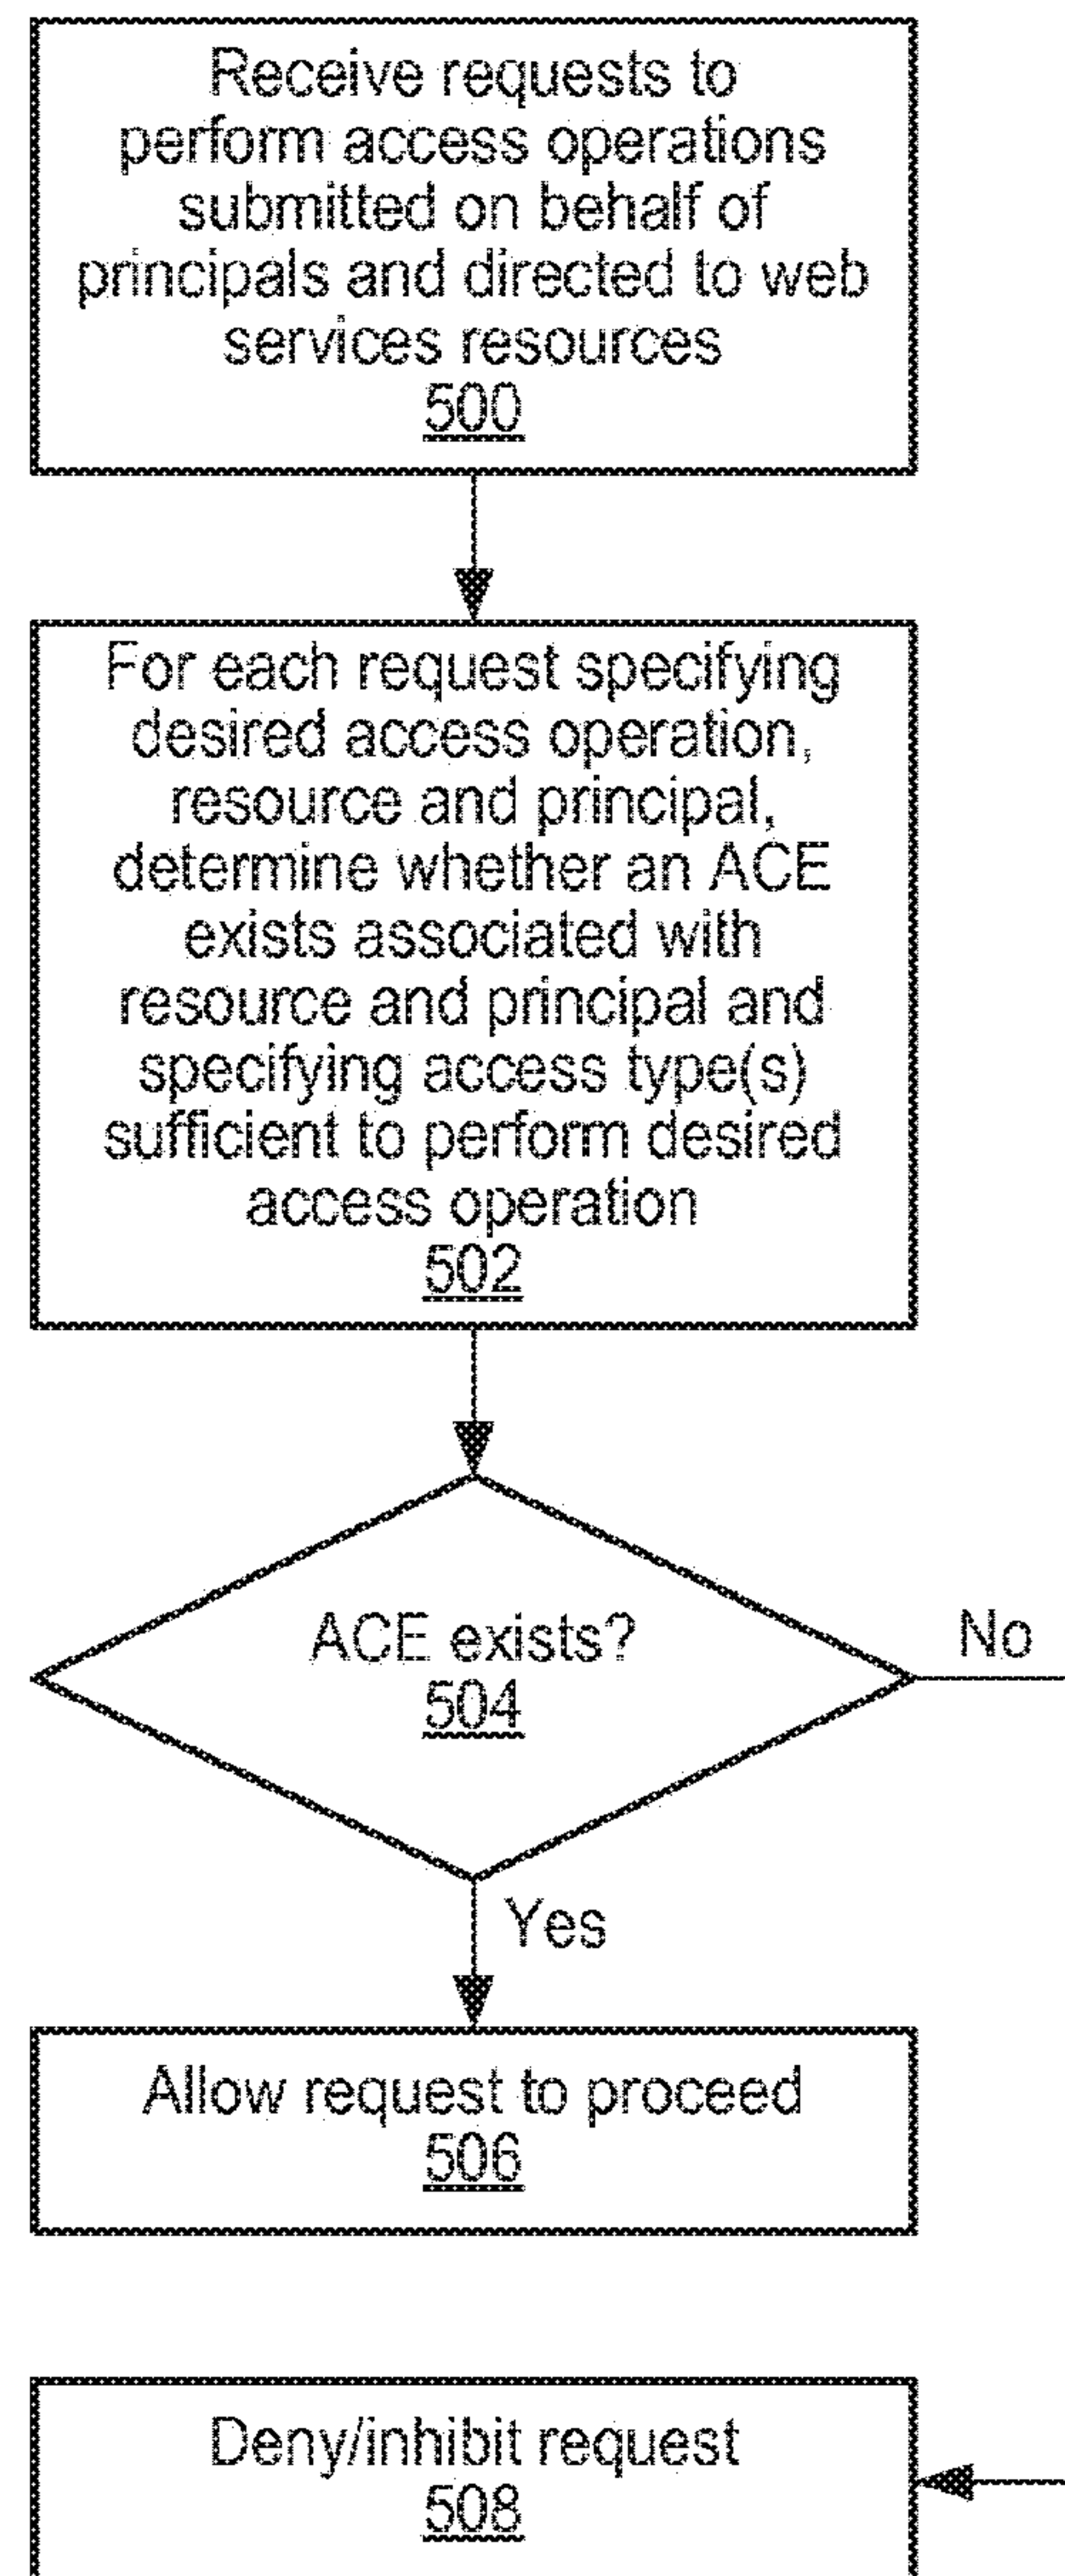 Receive requests to
perform access operations
submitted on behalf of
principals and directed to web
services resources
500
For each request specifying
desired access operation,
resource and principal,
determine whether an ACE
exists associated with
resource and principal and
specifying access type(s)
sufficient to perform desired
access operation
502
ACE exists?
504
No
Yes
Allow request to proceed
506
Deny/inhibit request
508